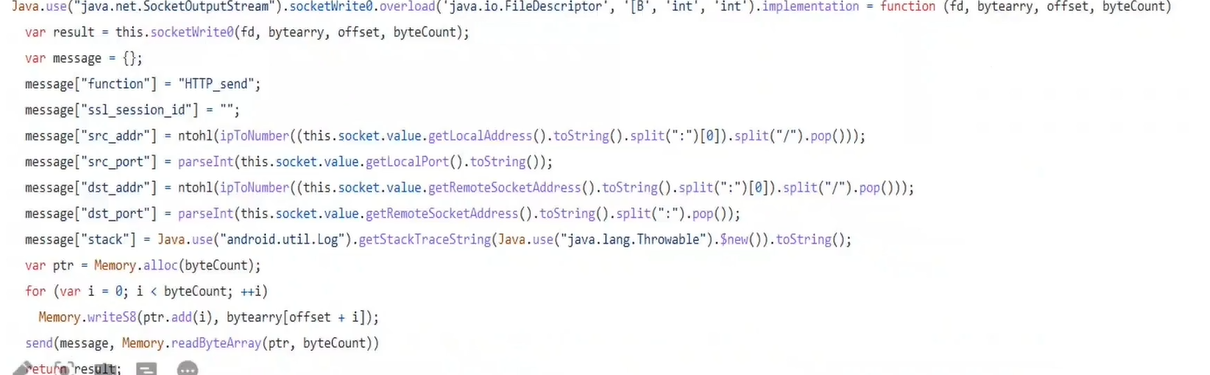 Java.use("java.net.SocketOutputStream").socketWrite0.overload('java.io.FileDescriptor', '[B', 'int', 'int').implementation = function (fd, bytearry, offset, byteCount)
var result = this.socketWrite0(fd, bytearry, offset, byteCount);
var message = {};
message["function"] = "HTTP_send";
message["ssl_session_id"] = "";
message["src_addr"] = ntohl(ipToNumber((this.socket.value.getLocalAddress().toString().split(":")[0]).split("/").pop()));
message["src_port"] = parseInt(this.socket.value.getLocalPort().toString());
message["dst_addr"] = ntohl(ipToNumber((this.socket.value.getRemoteSocketAddress().toString().split(":")[0]).split("/").pop()));
message["dst_port"] = parseInt(this.socket.value.getRemoteSocketAddress().toString().split(":").pop());
message["stack"] = Java.use("android.util.Log").getStackTraceString(Java.use("java.lang.Throwable").$new()).toString();
var ptr = Memory.alloc(byteCount);
for (var i = 0; i < byteCount; ++i)
Memory.writeS8(ptr.add(i), bytearry[offset + i]);
send(message, Memory.readByteArray(ptr, byteCount))
return result;